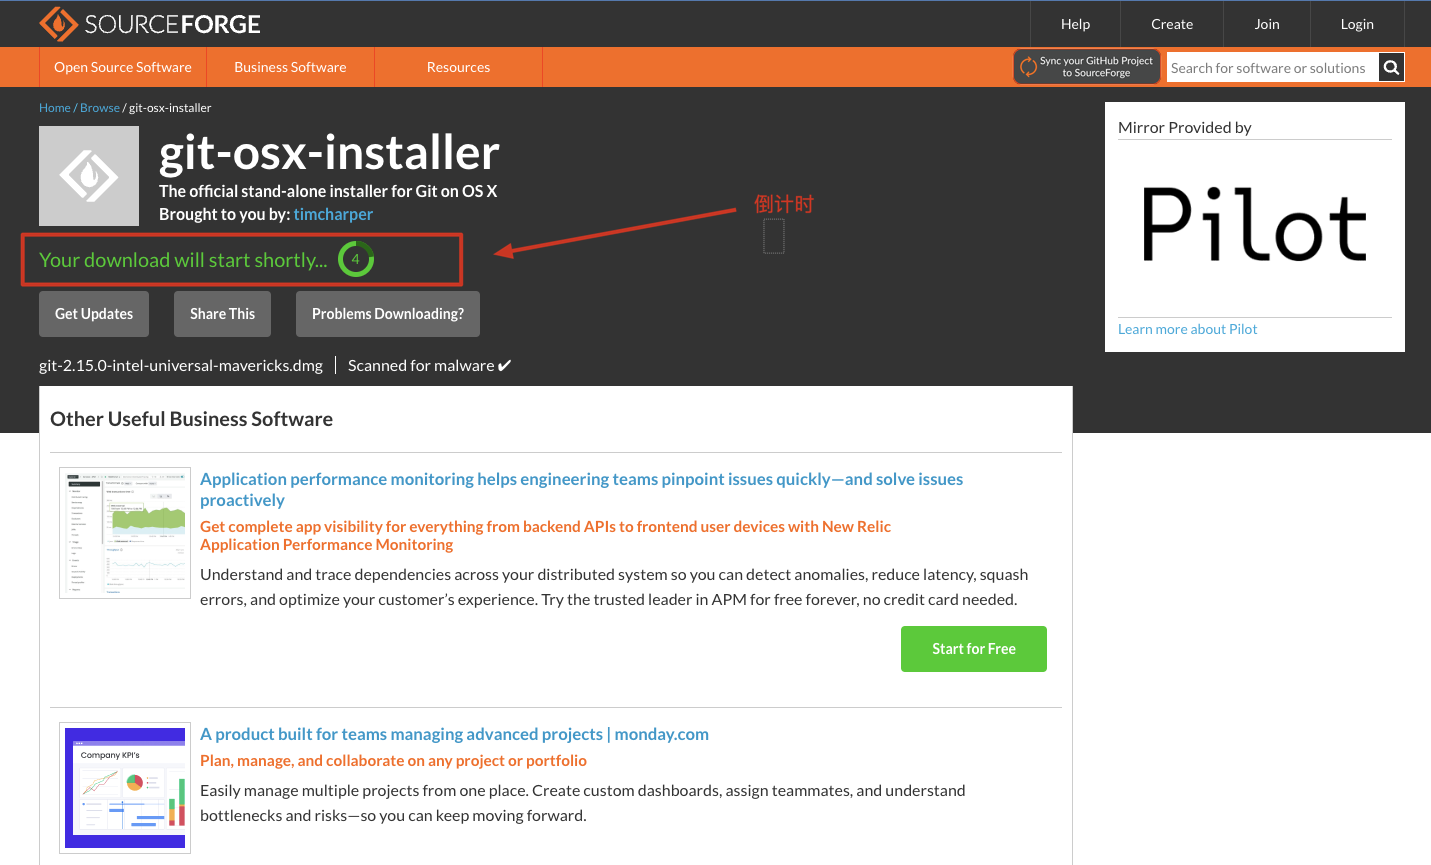 SOURCEFORGE
Help
Create
Join
Login
Open Source Software
Business Software
Resources
Sync your GitHub Project
to SourceForge
Search for software or solutions
Home / Browse / git-osx-installer
git-osx-installer
The official stand-alone installer for Git on OS X
Brought to you by: timcharper
倒计时
Your download will start shortly... 4
Get Updates
Share This
Problems Downloading?
git-2.15.0-intel-universal-mavericks.dmg
Scanned for malware ✔
Mirror Provided by
Pilot
Learn more about Pilot
Other Useful Business Software
Application performance monitoring helps engineering teams pinpoint issues quickly—and solve issues
proactively
Get complete app visibility for everything from backend APIs to frontend user devices with New Relic
Application Performance Monitoring
Understand and trace dependencies across your distributed system so you can detect anomalies, reduce latency, squash
errors, and optimize your customer’s experience. Try the trusted leader in APM for free forever, no credit card needed.
Start for Free
Company KPI's
A product built for teams managing advanced projects | monday.com
Plan, manage, and collaborate on any project or portfolio
Easily manage multiple projects from one place. Create custom dashboards, assign teammates, and understand
bottlenecks and risks—so you can keep moving forward.